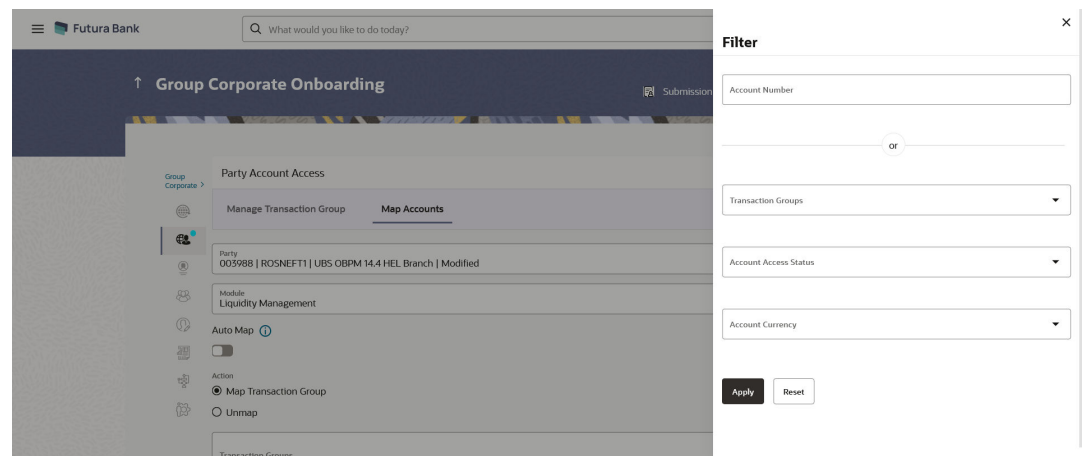 Futura Bank
What would you like to do today?
Group Corporate Onboarding
Submission
Group
Corporate >
Party Account Access
Manage Transaction Group
Map Accounts
Party
003988 | ROSNEFT1 | UBS OBPM 14.4 HEL Branch | Modified
Module
Liquidity Management
Auto Map
Action
Map Transaction Group
Unmap
Transaction Groups
Filter
Account Number
or
Transaction Groups
Account Access Status
Account Currency
Apply
Reset